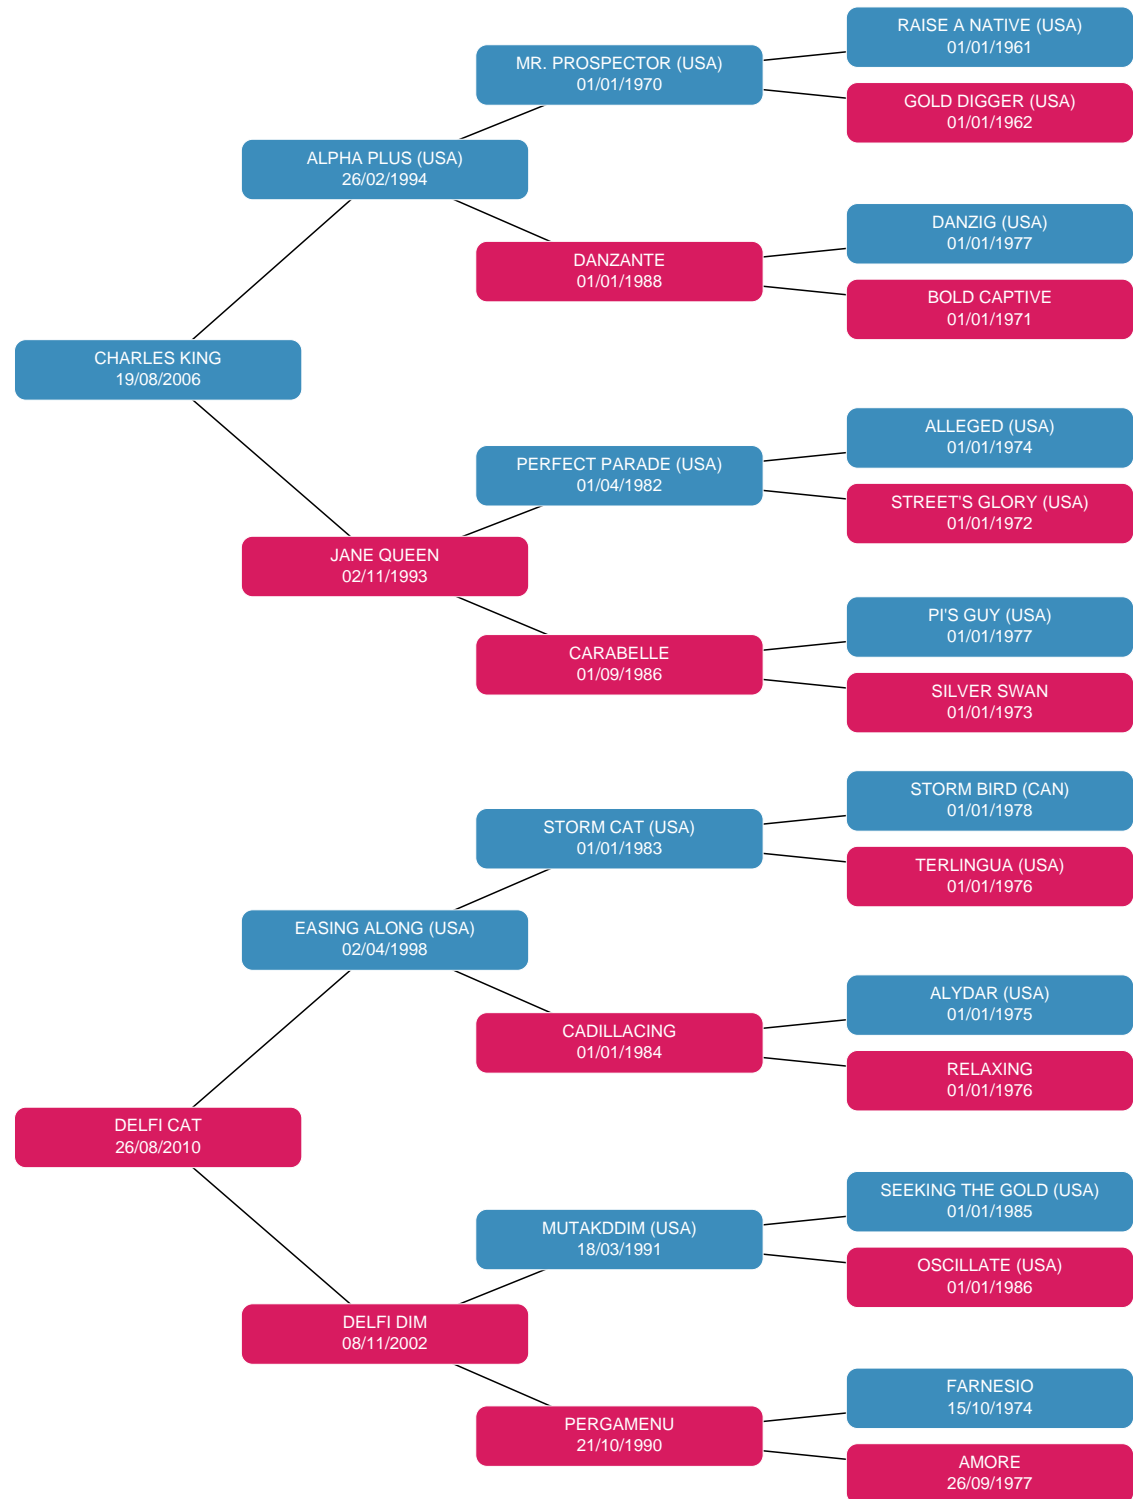 RAISE A NATIVE (USA)
01/01/1961
MR. PROSPECTOR (USA)
01/01/1970
GOLD DIGGER (USA)
01/01/1962
ALPHA PLUS (USA)
26/02/1994
DANZIG (USA)
01/01/1977
DANZANTE
01/01/1988
BOLD CAPTIVE
01/01/1971
CHARLES KING
19/08/2006
ALLEGED (USA)
01/01/1974
PERFECT PARADE (USA)
01/04/1982
STREET'S GLORY (USA)
01/01/1972
JANE QUEEN
02/11/1993
PI'S GUY (USA)
01/01/1977
CARABELLE
01/09/1986
SILVER SWAN
01/01/1973
STORM BIRD (CAN)
01/01/1978
STORM CAT (USA)
01/01/1983
TERLINGUA (USA)
01/01/1976
EASING ALONG (USA)
02/04/1998
ALYDAR (USA)
01/01/1975
CADILLACING
01/01/1984
RELAXING
01/01/1976
DELFI CAT
26/08/2010
SEEKING THE GOLD (USA)
01/01/1985
MUTAKDDIM (USA)
18/03/1991
OSCILLATE (USA)
01/01/1986
DELFI DIM
08/11/2002
FARNESIO
15/10/1974
PERGAMENU
21/10/1990
AMORE
26/09/1977